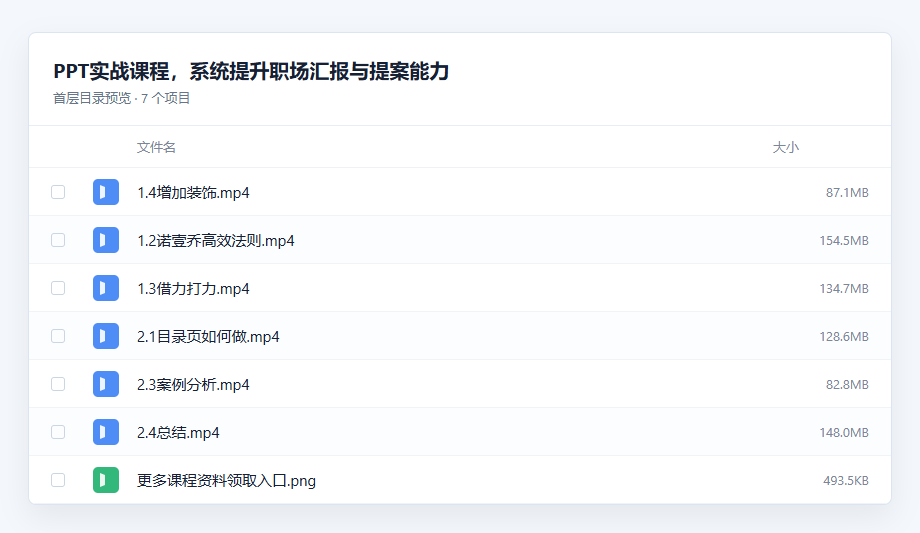 PPT实战课程，系统提升职场汇报与提案能力
首层目录预览 · 7 个项目
文件名 大小
1.4增加装饰.mp4 87.1MB
1.2诺壹乔高效法则.mp4 154.5MB
1.3借力打力.mp4 134.7MB
2.1目录页如何做.mp4 128.6MB
2.3案例分析.mp4 82.8MB
2.4总结.mp4 148.0MB
更多课程资料领取入口.png 493.5KB